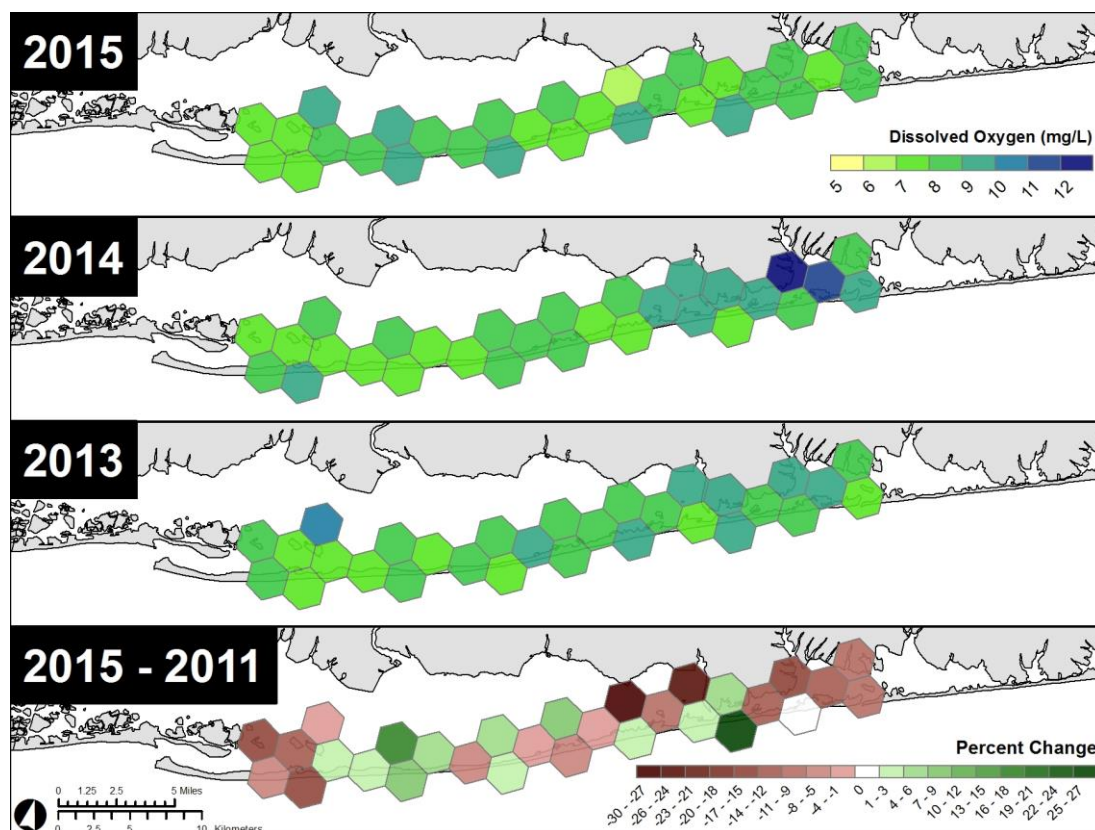 2015
Dissolved Oxygen (mg/L)
5 6 7 8 9 10 11 12
2014
2013
2015 - 2011
Percent Change
-30 - -27 -26 - -24 -23 - -21 -20 - -18 -17 - -15 -14 - -12 -11 - -9 -8 - -5 -4 - -1 0 1 - 3 4 - 6 7 - 9 10 - 12 13 - 15 16 - 18 19 - 21 22 - 24 25 - 27
0 1.25 2.5 5 Miles
0 2.5 5 10 Kilometers